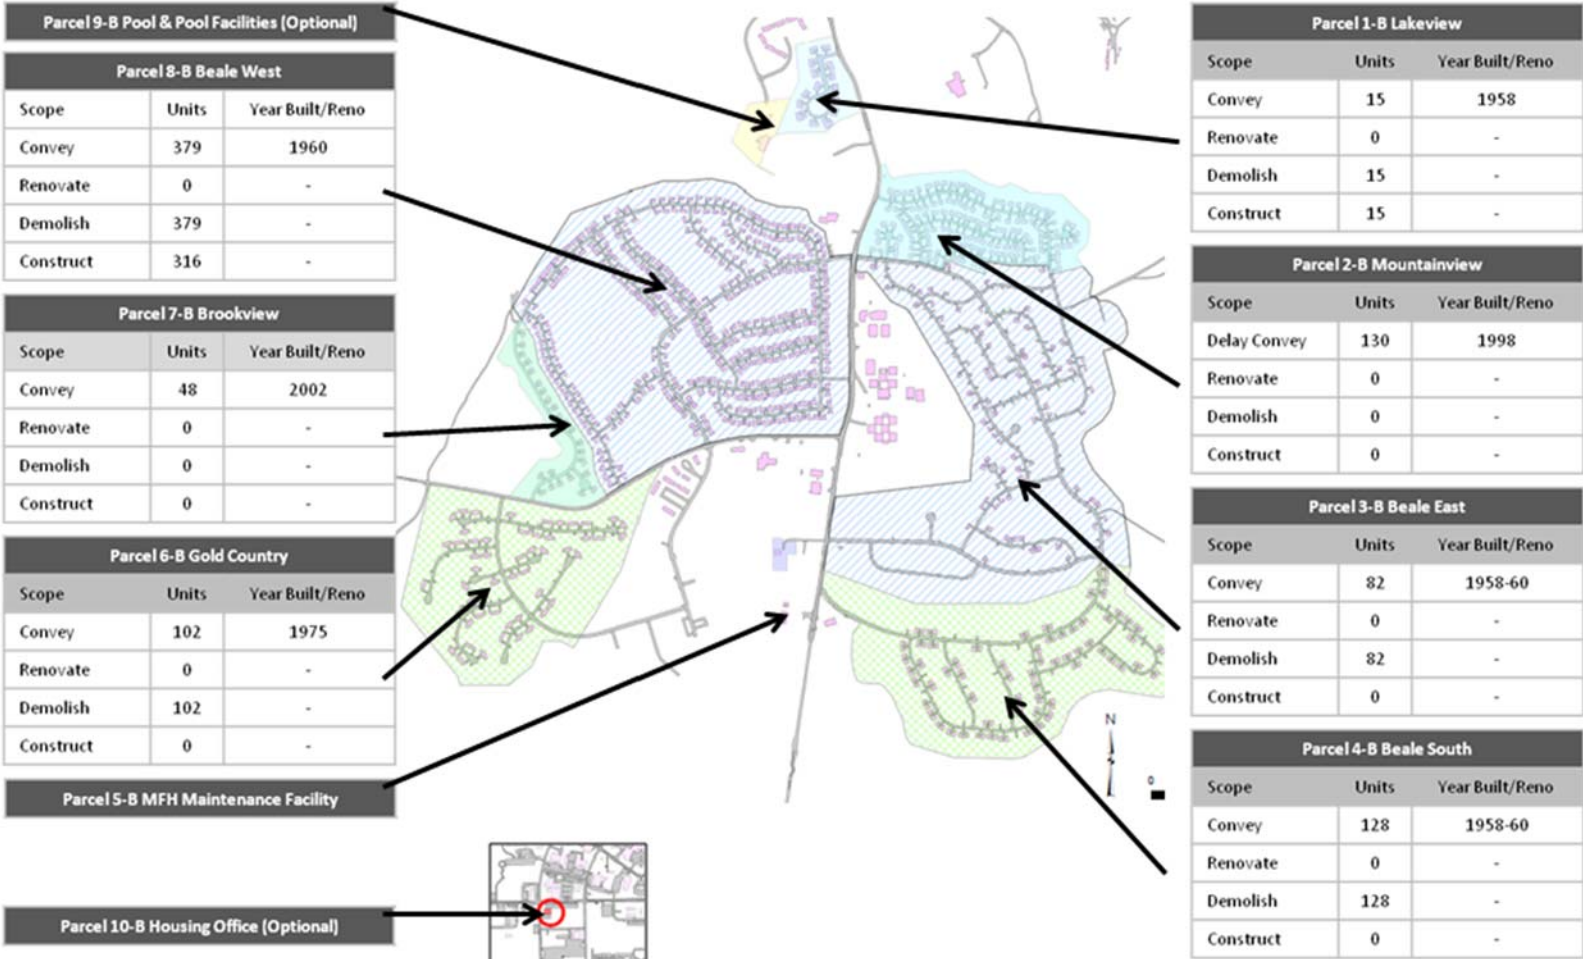 Parcel 9-B Pool & Pool Facilities (Optional)
Parcel 8-B Beale West
Scope Units Year Built/Reno
Convey 379 1960
Renovate 0 -
Demolish 379 -
Construct 316 -
Parcel 7-B Brookview
Scope Units Year Built/Reno
Convey 48 2002
Renovate 0 -
Demolish 0 -
Construct 0 -
Parcel 6-B Gold Country
Scope Units Year Built/Reno
Convey 102 1975
Renovate 0 -
Demolish 102 -
Construct 0 -
Parcel 5-B MFH Maintenance Facility
Parcel 10-B Housing Office (Optional)
Parcel 1-B Lakeview
Scope Units Year Built/Reno
Convey 15 1958
Renovate 0 -
Demolish 15 -
Construct 15 -
Parcel 2-B Mountainview
Scope Units Year Built/Reno
Delay Convey 130 1998
Renovate 0 -
Demolish 0 -
Construct 0 -
Parcel 3-B Beale East
Scope Units Year Built/Reno
Convey 82 1958-60
Renovate 0 -
Demolish 82 -
Construct 0 -
Parcel 4-B Beale South
Scope Units Year Built/Reno
Convey 128 1958-60
Renovate 0 -
Demolish 128 -
Construct 0 -
N
0